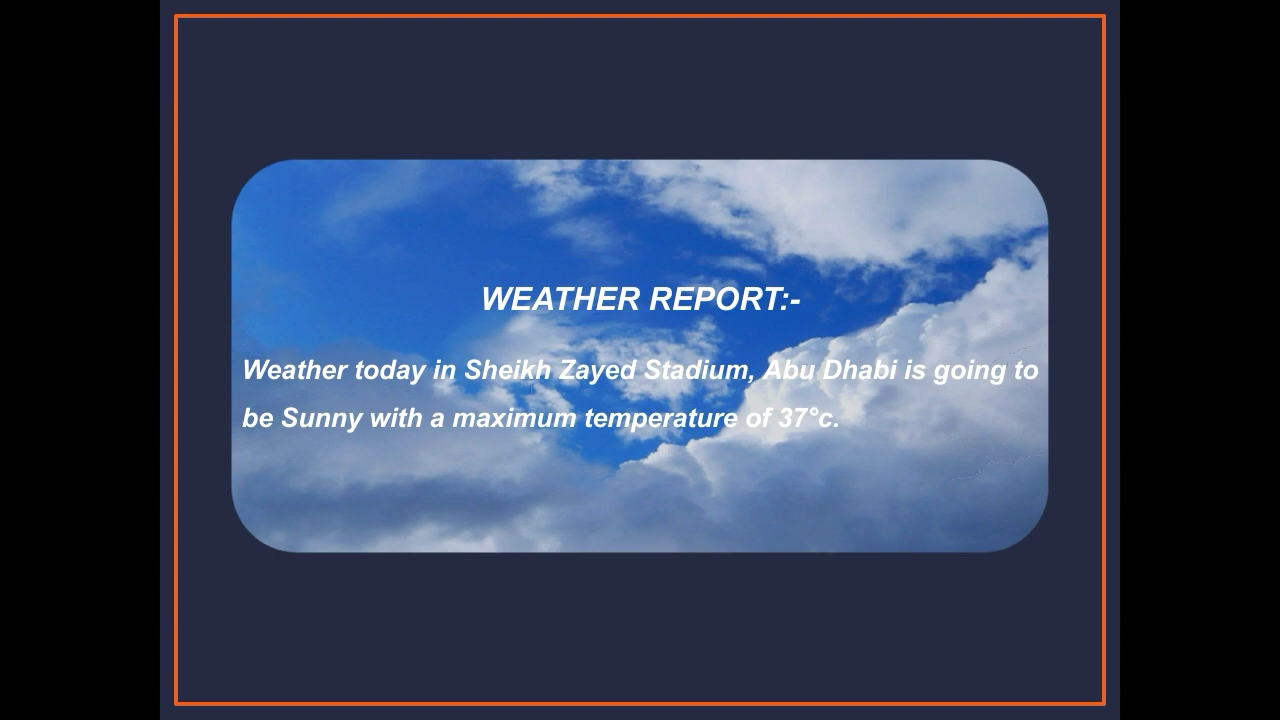 WEATHER REPORT:-
Weather today in Sheikh Zayed Stadium, Abu Dhabi is going to
be Sunny with a maximum temperature of 37°c.